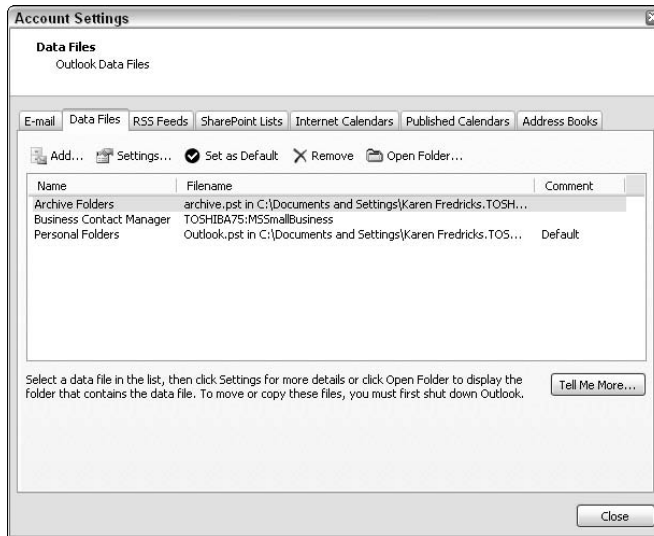 Account Settings
Data Files
Outlook Data Files
E-mail Data Files RSS Feeds SharePoint Lists Internet Calendars Published Calendars Address Books
Add... Settings... Set as Default Remove Open Folder...
Name Filename Comment
Archive Folders archive.pst in C:\Documents and Settings\Karen Fredricks.TOSH...
Business Contact Manager TOSHIBA75:MSSmallBusiness
Personal Folders Outlook.pst in C:\Documents and Settings\Karen Fredricks.TOS... Default
Select a data file in the list, then click Settings for more details or click Open Folder to display the
folder that contains the data file. To move or copy these files, you must first shut down Outlook.
Tell Me More...
Close